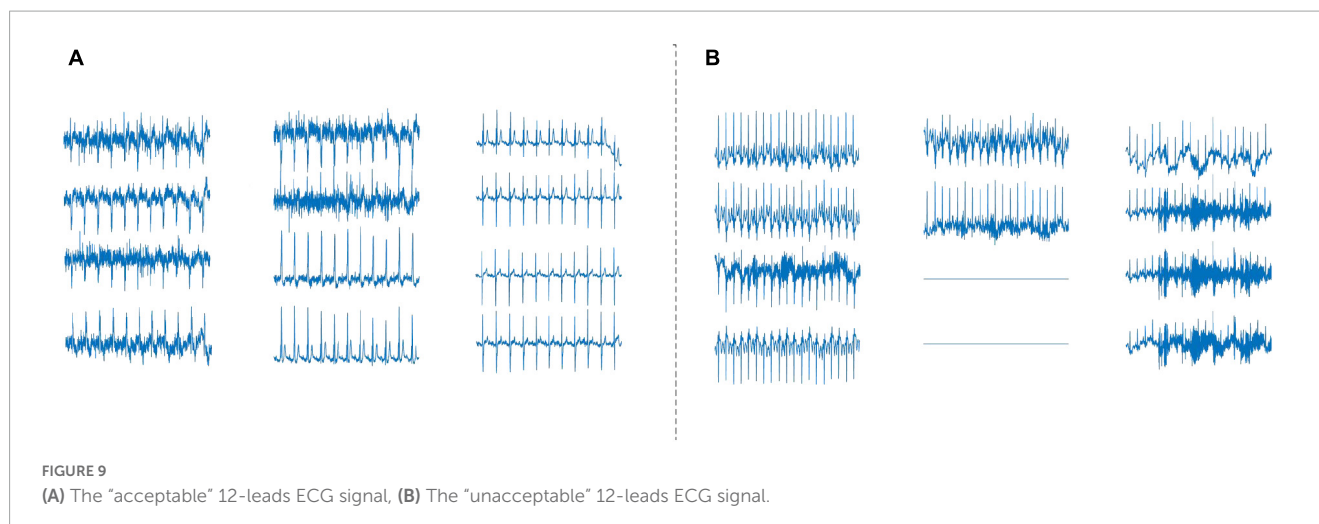 A
B
FIGURE 9
(A) The “acceptable” 12-leads ECG signal, (B) The “unacceptable” 12-leads ECG signal.